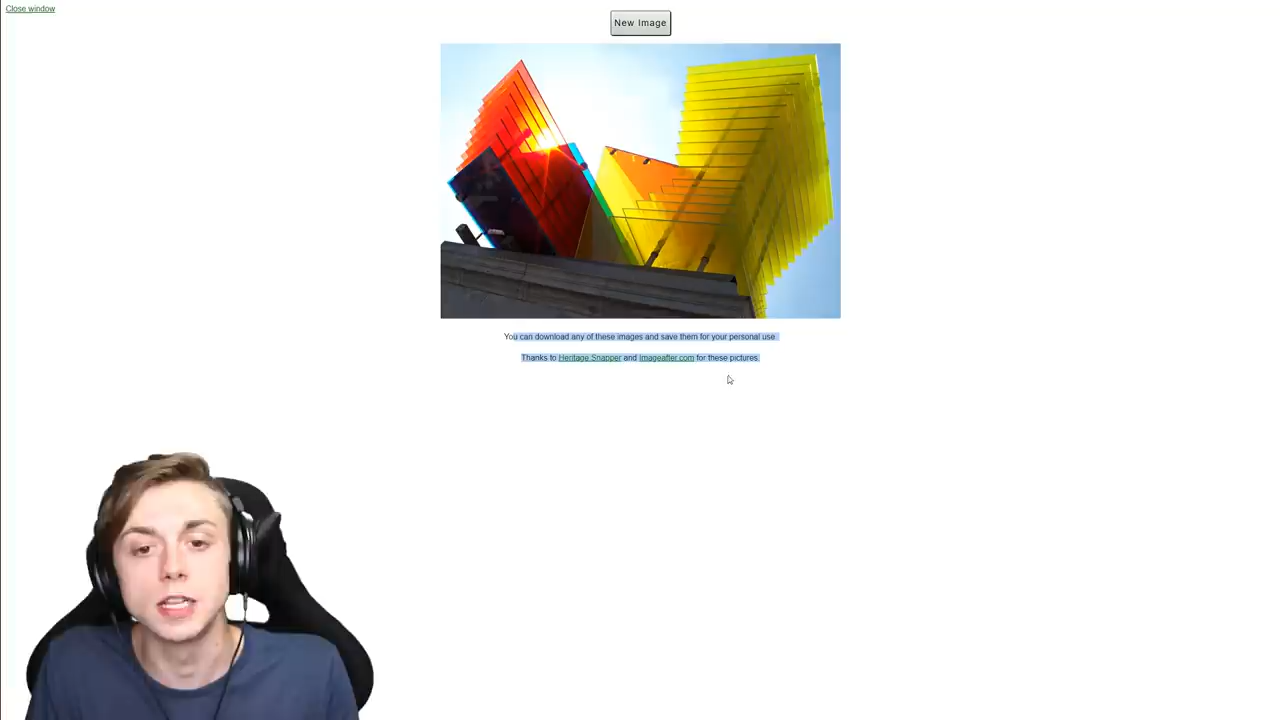 Close window
New Image
You can download any of these images and save them for your personal use
Thanks to Heritage Snapper and Imageafter.com for these pictures.